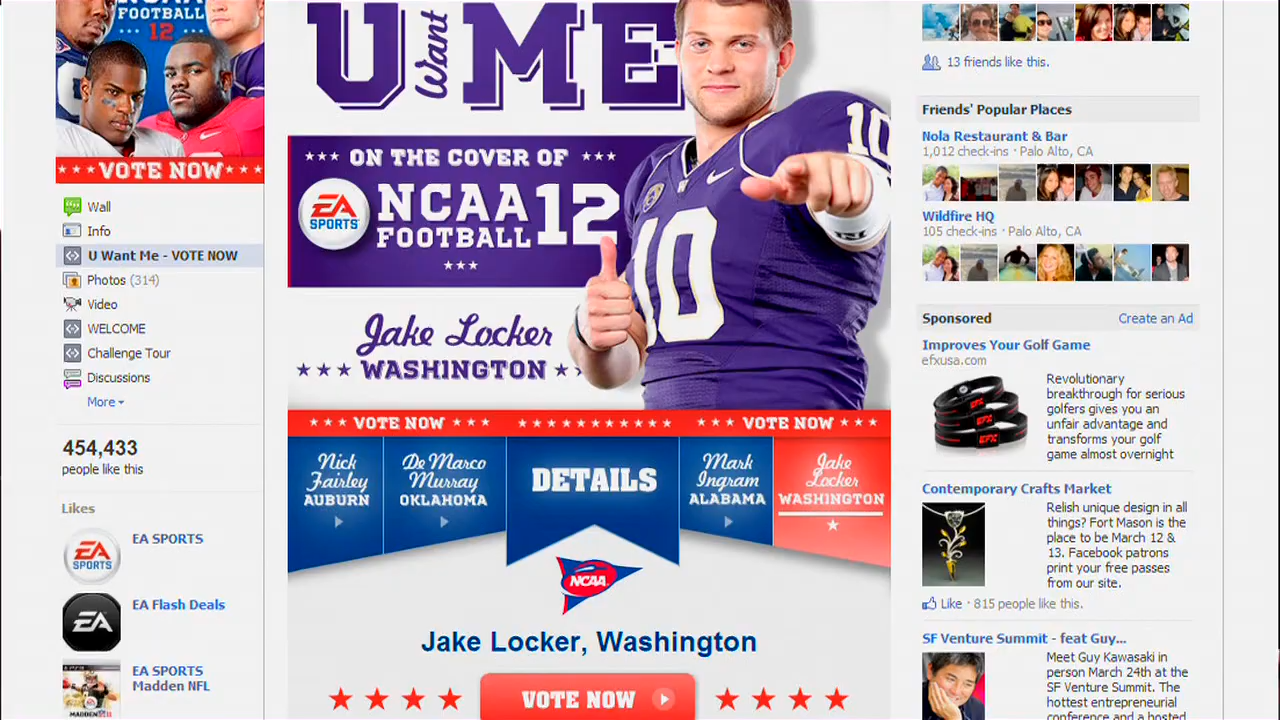 FOOTBALL
12
VOTE NOW
Wall
Info
U Want Me - VOTE NOW
Photos (314)
Video
WELCOME
Challenge Tour
Discussions
More
454,433
people like this
Likes
EA SPORTS
EA SPORTS
EA
EA Flash Deals
EA SPORTS
Madden NFL
U Want ME
ON THE COVER OF
EA SPORTS
NCAA
FOOTBALL
12
Jake Locker
WASHINGTON
10
10
VOTE NOW
VOTE NOW
Nick
Fairley
AUBURN
De Marco
Murray
OKLAHOMA
DETAILS
Mark
Ingram
ALABAMA
Jake
Locker
WASHINGTON
NCAA
Jake Locker, Washington
VOTE NOW
13 friends like this.
Friends' Popular Places
Nola Restaurant & Bar
1,012 check-ins · Palo Alto, CA
Wildfire HQ
105 check-ins · Palo Alto, CA
Sponsored
Create an Ad
Improves Your Golf Game
efxusa.com
Revolutionary
breakthrough for serious
golfers gives you an
unfair advantage and
transforms your golf
game almost overnight
Contemporary Crafts Market
Relish unique design in all
things? Fort Mason is the
place to be March 12 &
13. Facebook patrons
print your free passes
from our site.
Like · 815 people like this.
SF Venture Summit - feat Guy...
Meet Guy Kawasaki in
person March 24th at the
SF Venture Summit. The
hottest entrepreneurial
conference and a hosted